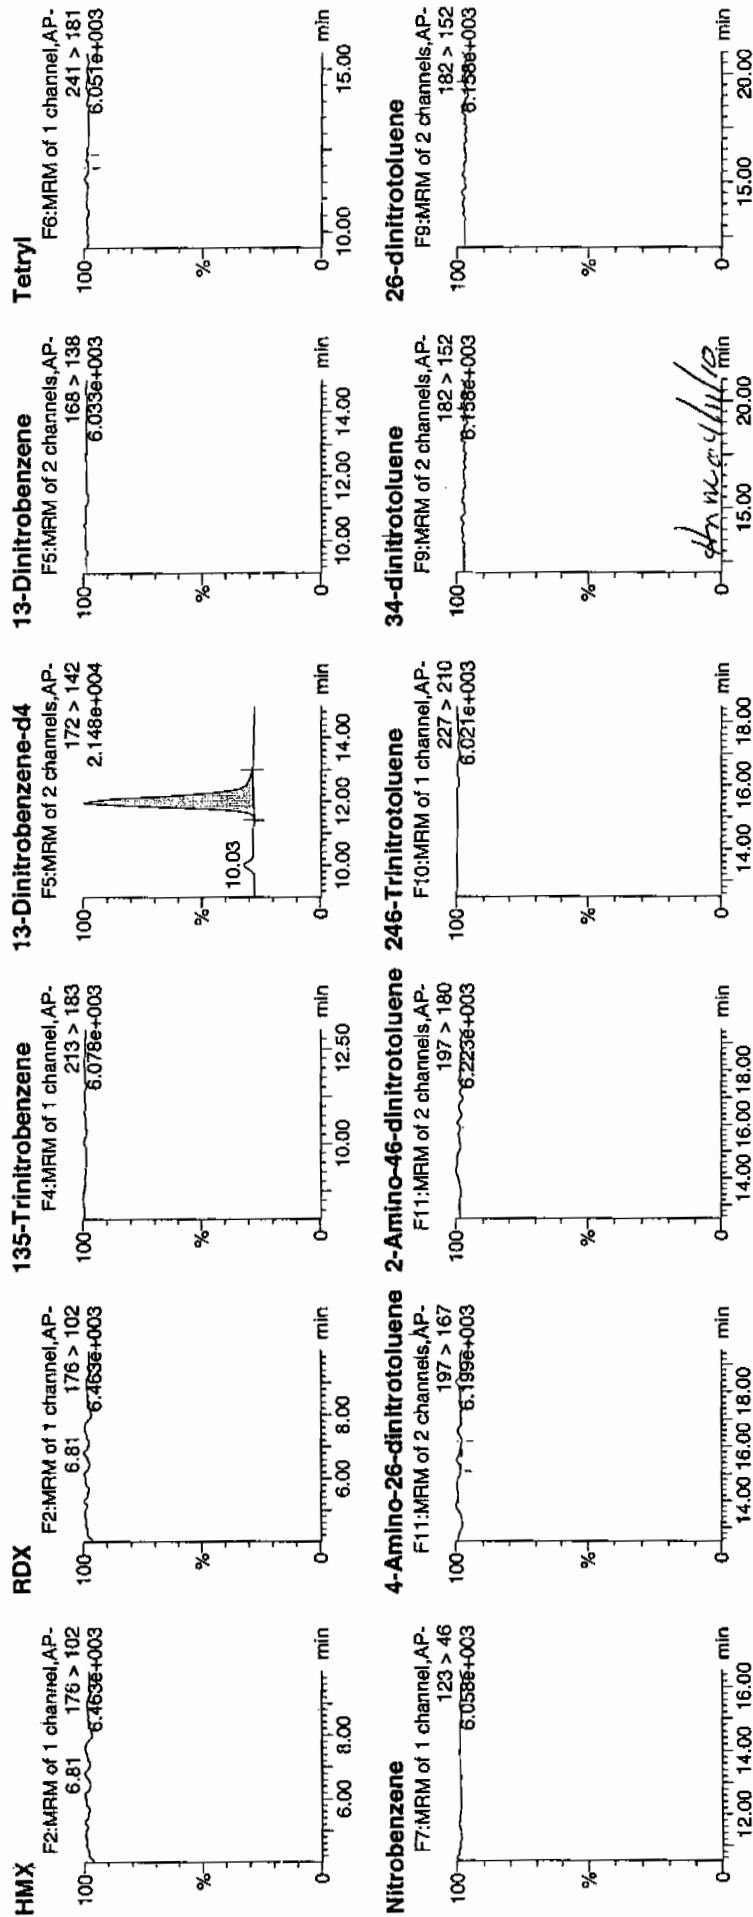 HMX
F2:MRM of 1 channel,AP-
176 > 102
6.463e+003
6.81
100
%
0
6.00 8.00 min
RDX
F2:MRM of 1 channel,AP-
176 > 102
6.463e+003
6.81
100
%
0
6.00 8.00 min
135-Trinitrobenzene
F4:MRM of 1 channel,AP-
213 > 183
6.078e+003
100
%
0
10.00 12.50 min
13-Dinitrobenzene-d4
F5:MRM of 2 channels,AP-
172 > 142
2.148e+004
100
10.03
%
0
10.00 12.00 14.00 min
13-Dinitrobenzene
F5:MRM of 2 channels,AP-
168 > 138
6.033e+003
100
%
0
10.00 12.00 14.00 min
Tetryl
F6:MRM of 1 channel,AP-
241 > 181
6.051e+003
100
%
0
10.00 15.00 min
Nitrobenzene
F7:MRM of 1 channel,AP-
123 > 46
6.058e+003
100
%
0
12.00 14.00 16.00 min
4-Amino-26-dinitrotoluene
F11:MRM of 2 channels,AP-
197 > 167
6.199e+003
100
%
0
14.00 16.00 18.00 min
2-Amino-46-dinitrotoluene
F11:MRM of 2 channels,AP-
197 > 180
6.223e+003
100
%
0
14.00 16.00 18.00 min
246-Trinitrotoluene
F10:MRM of 1 channel,AP-
227 > 210
6.021e+003
100
%
0
14.00 16.00 18.00 min
34-dinitrotoluene
F9:MRM of 2 channels,AP-
182 > 152
6.158e+003
100
%
0
15.00 20.00 min
26-dinitrotoluene
F9:MRM of 2 channels,AP-
182 > 152
6.158e+003
100
%
0
15.00 20.00 min